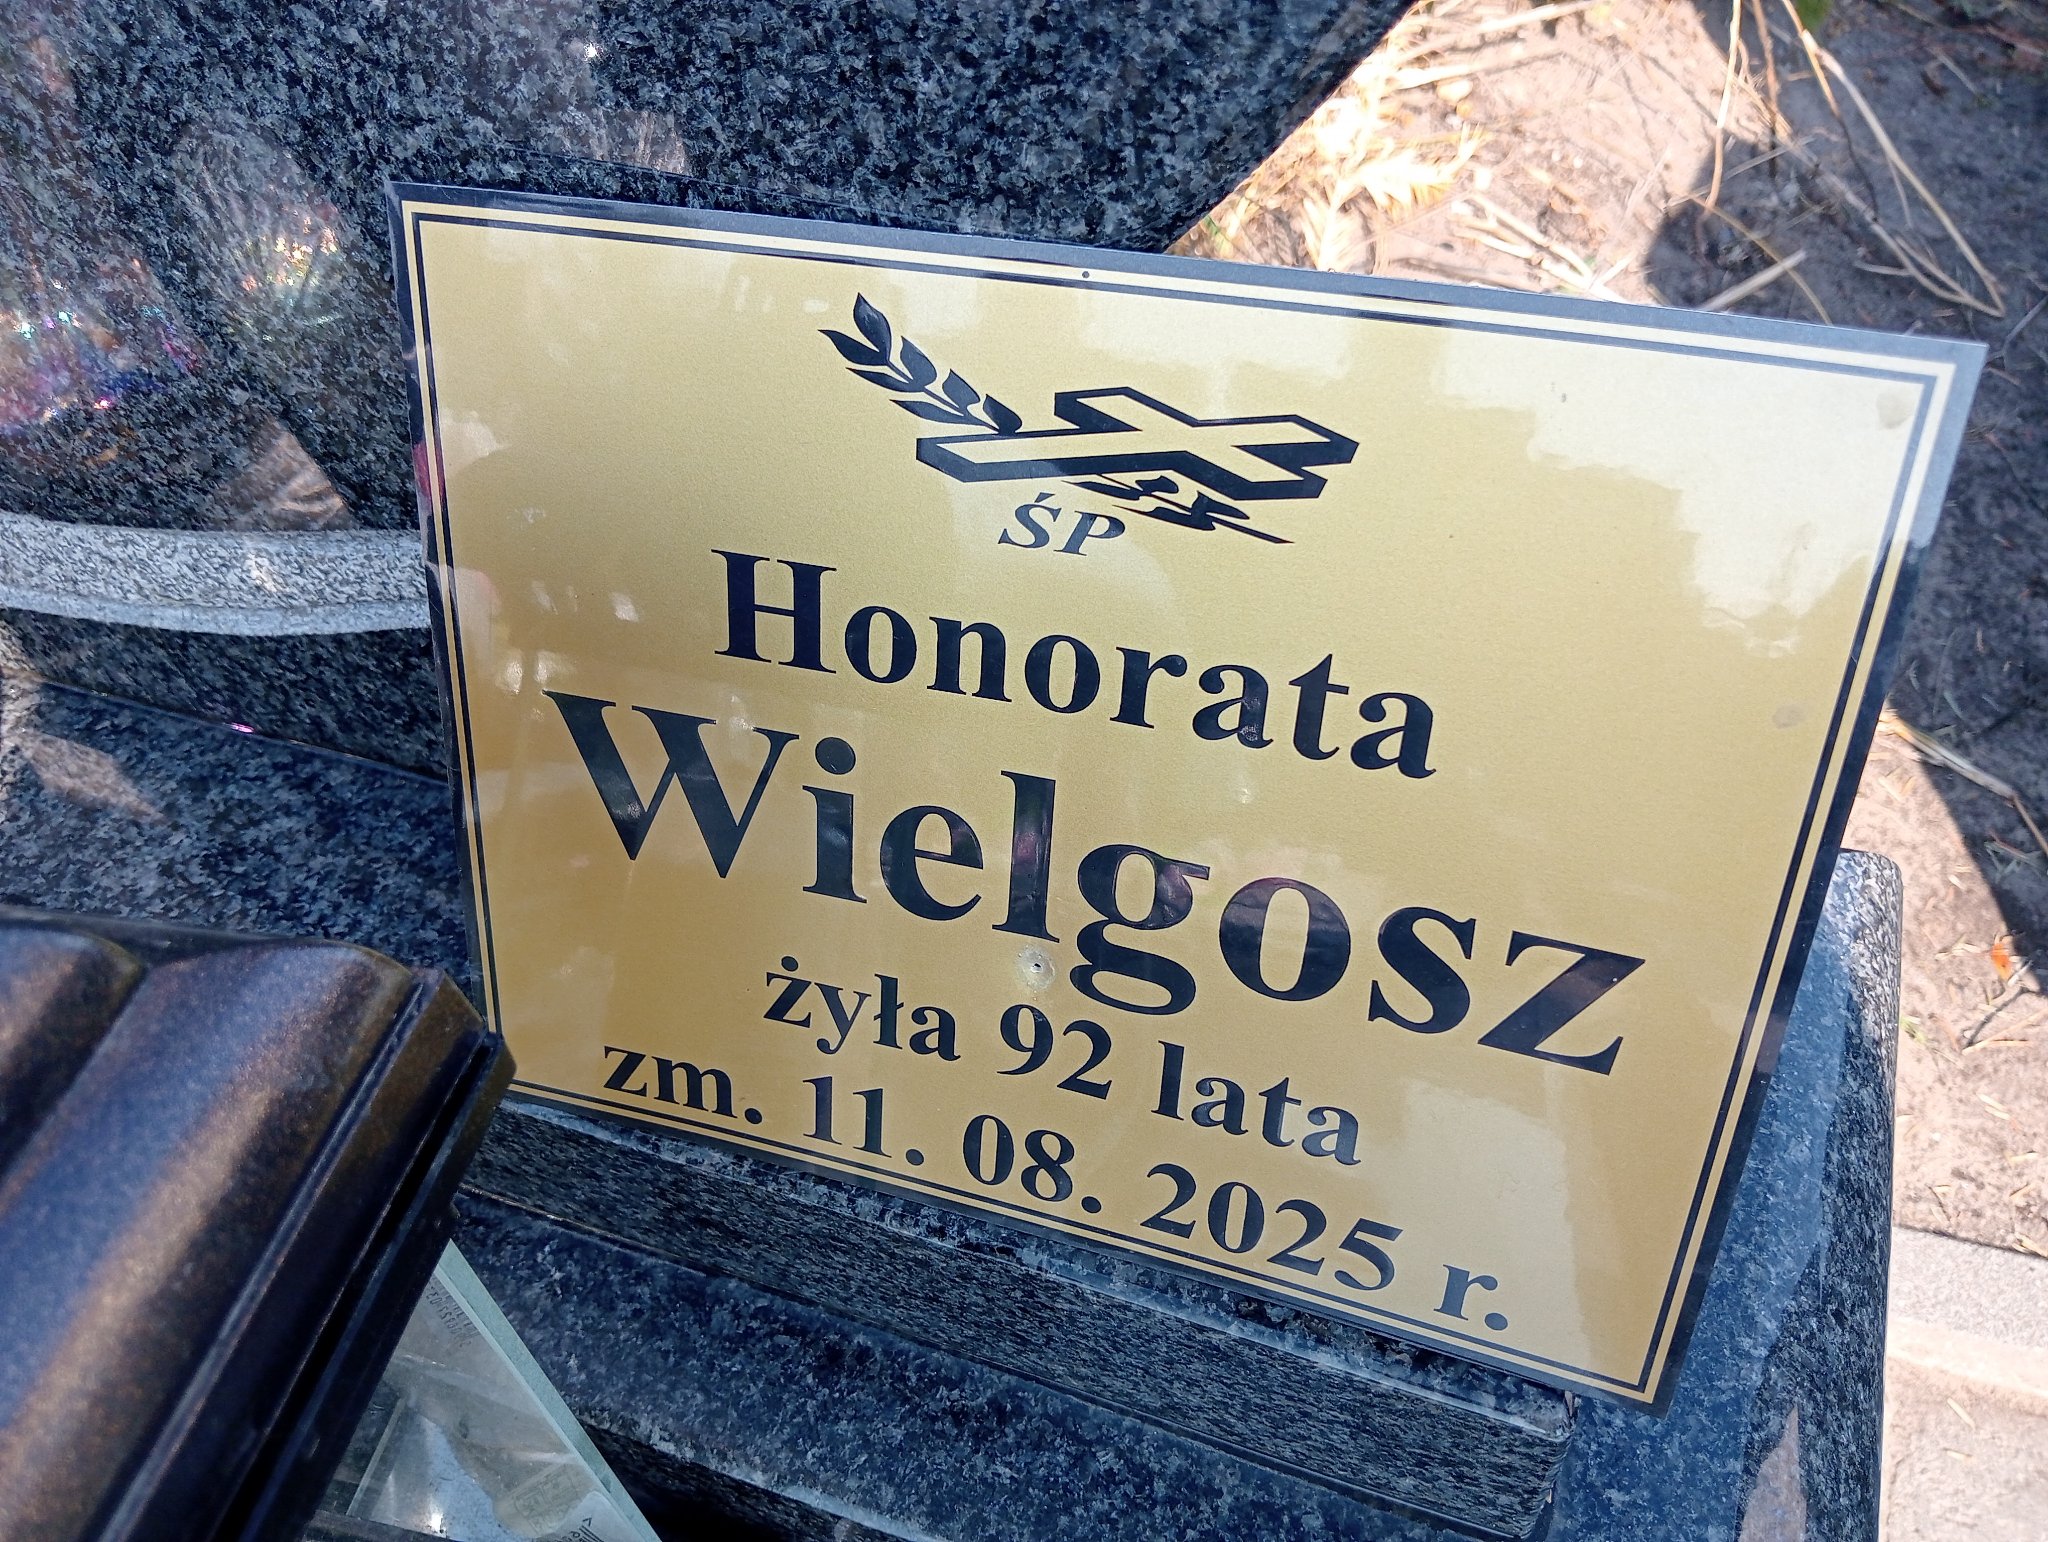 ŚP
Honorata
Wielgosz
żyła 92 lata
zm. 11. 08. 2025 r.